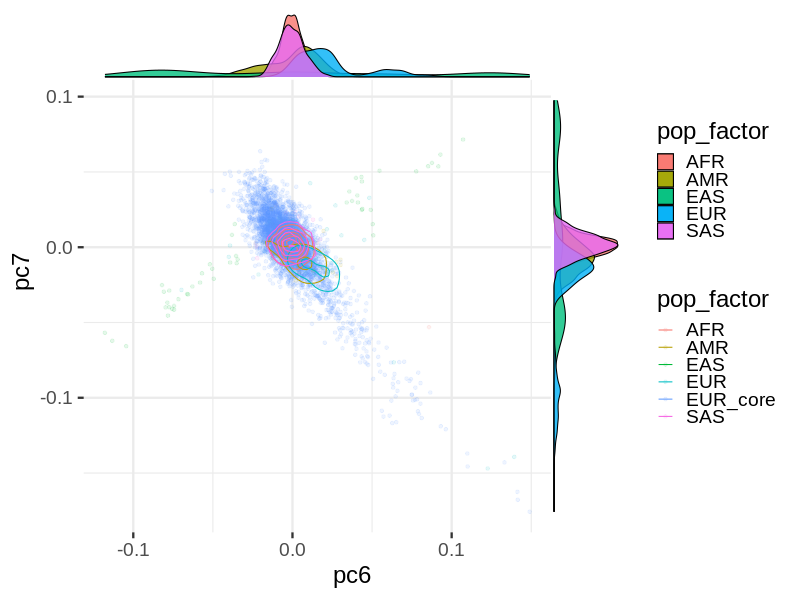 0.1
0.0
-0.1
pc7
-0.1
0.0
0.1
pc6
pop_factor
AFR
AMR
EAS
EUR
SAS
pop_factor
AFR
AMR
EAS
EUR
EUR_core
SAS